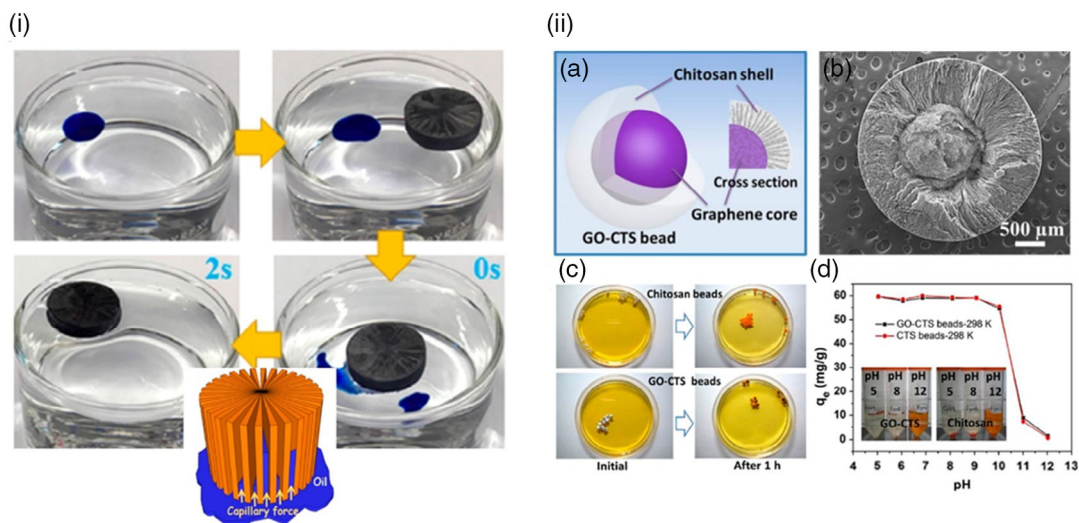 (i)
2s
0s
Oil
Capillary force
(ii)
(a)
Chitosan shell
Cross section
Graphene core
GO-CTS bead
(b)
500 µm
(c)
Chitosan beads
GO-CTS beads
Initial
After 1 h
(d)
60
50
40
30
20
10
0
qe (mg/g)
GO-CTS beads-298 K
CTS beads-298 K
pH pH pH
5 8 12
GO-CTS
pH pH pH
5 8 12
Chitosan
4 5 6 7 8 9 10 11 12 13
pH